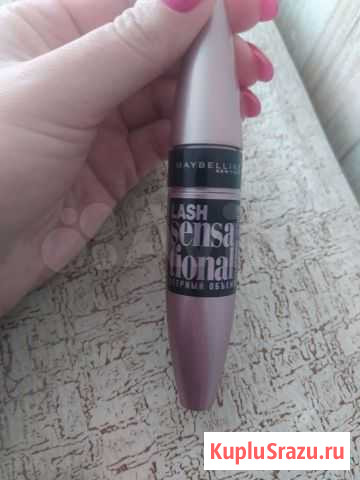 MAYBELLINE
NEW YORK
LASH
sensa
tional
ВЕЕРНЫЙ ОБЪЕМ
KupluSrazu.ru